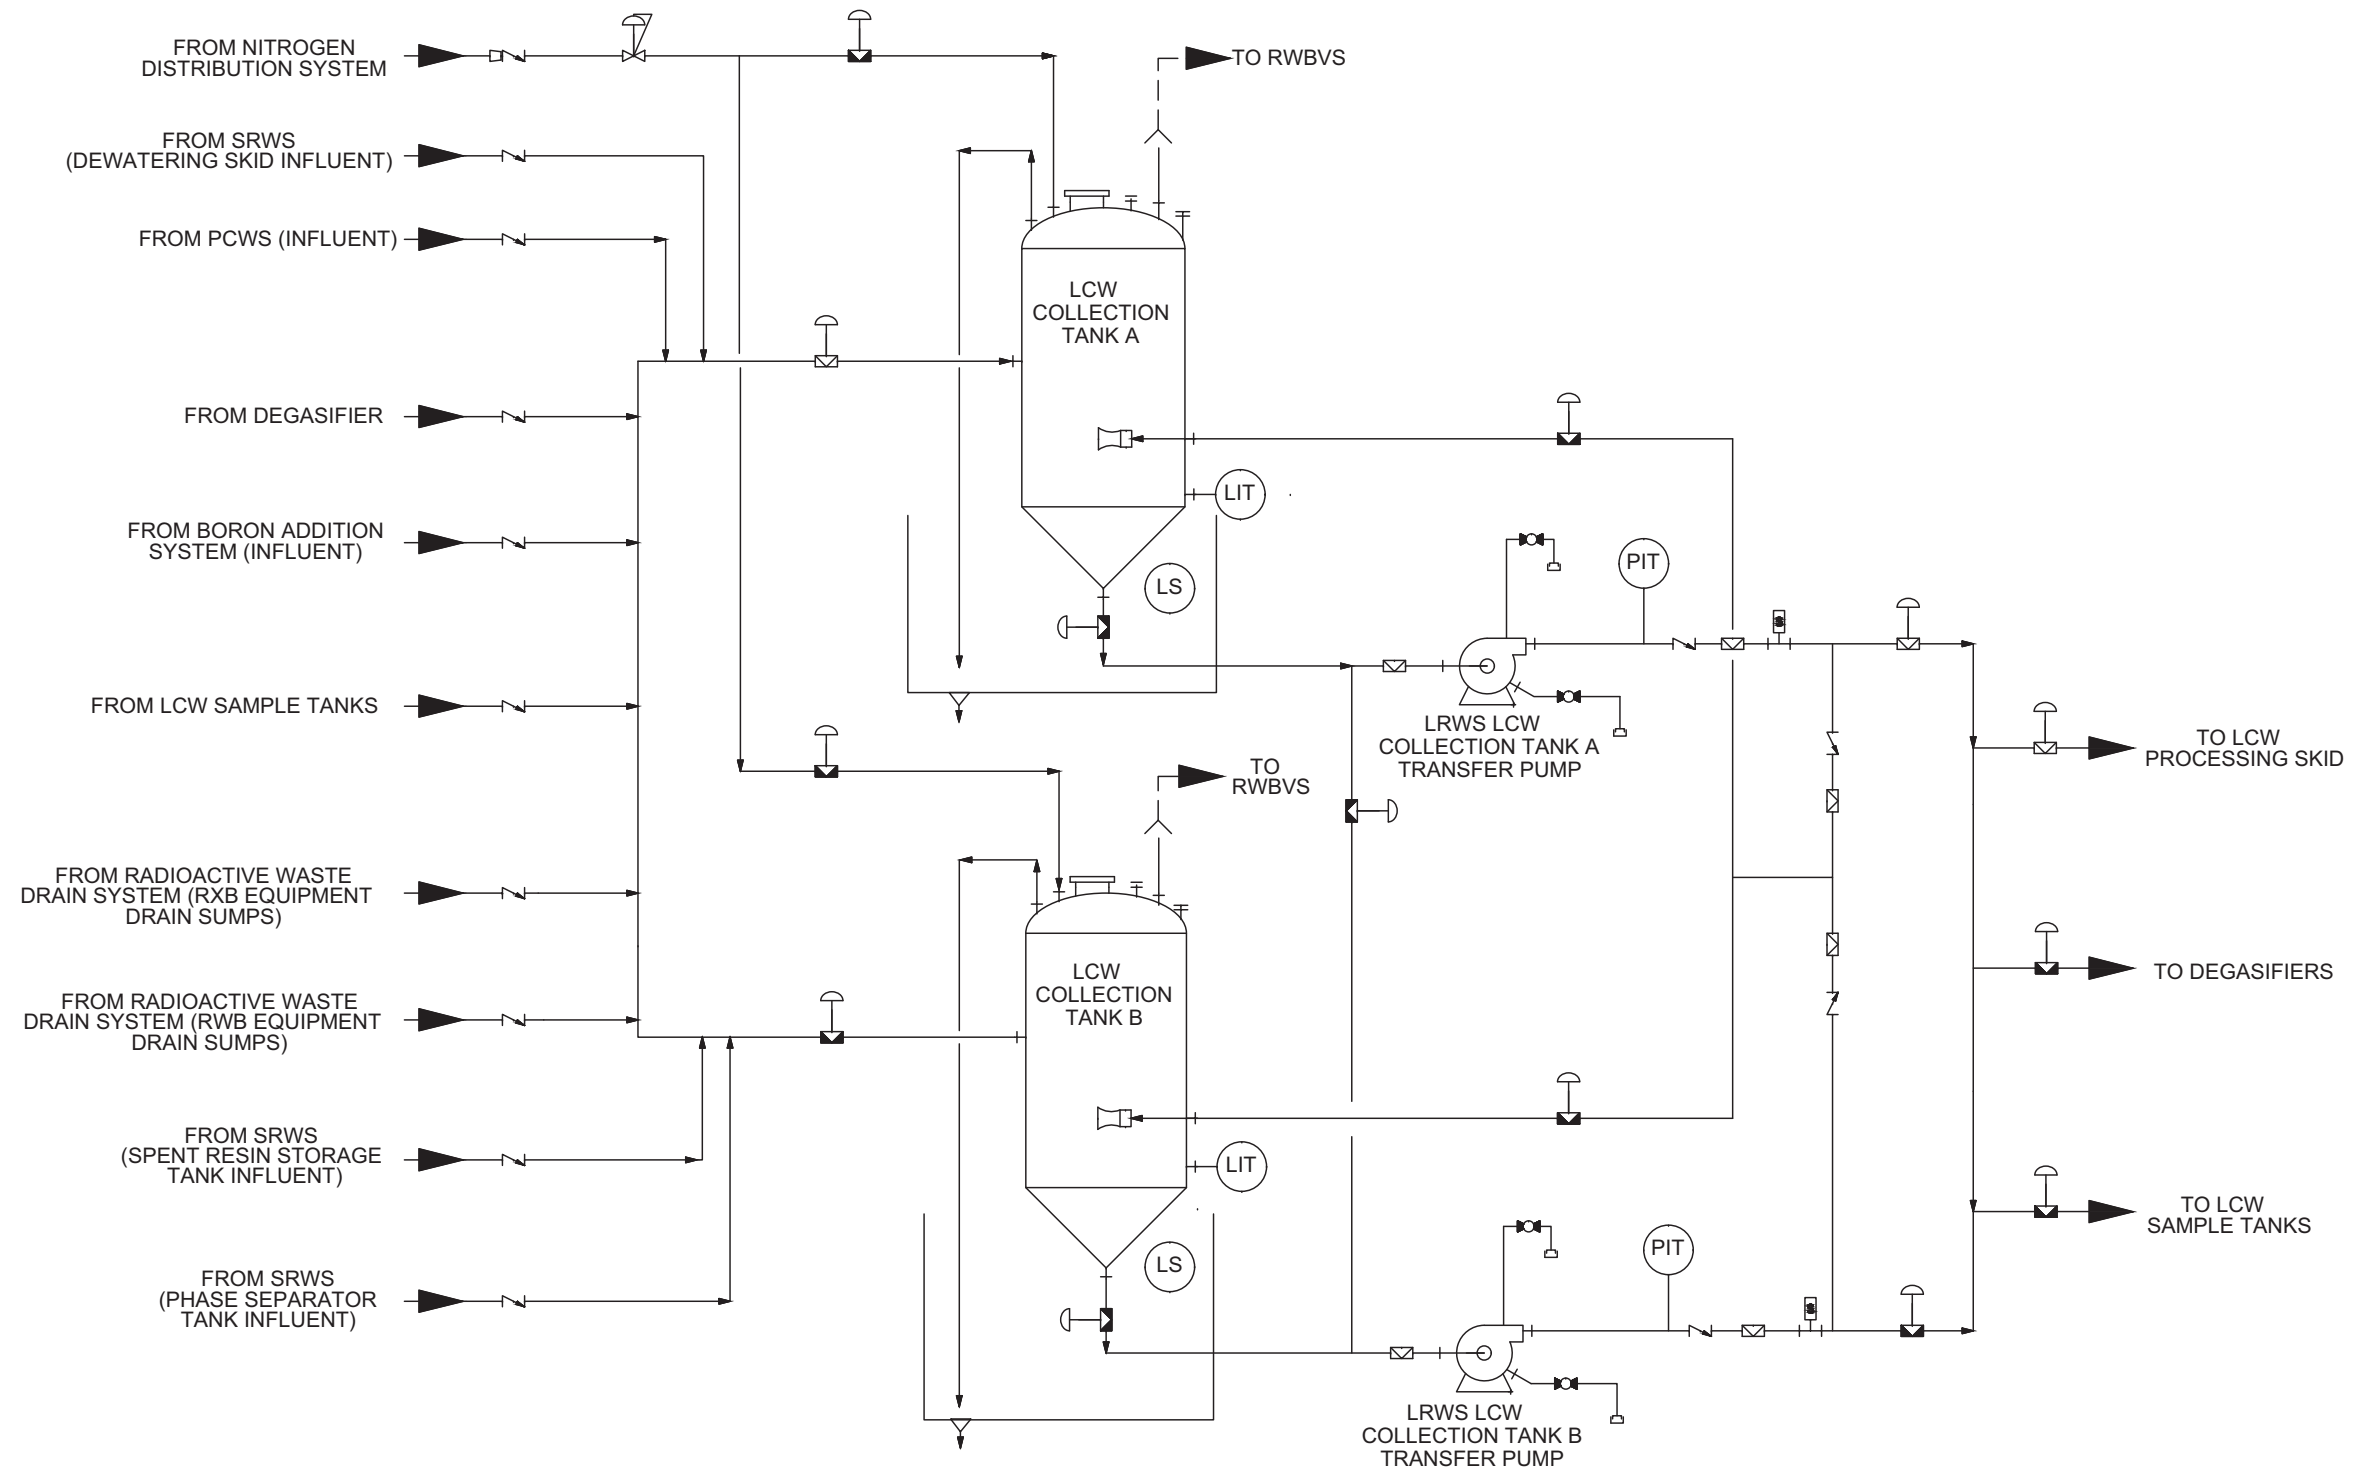 FROM NITROGEN
DISTRIBUTION SYSTEM
TO RWBVS
FROM SRWS
(DEWATERING SKID INFLUENT)
FROM PCWS (INFLUENT)
LCW
COLLECTION
TANK A
FROM DEGASIFIER
LIT
FROM BORON ADDITION
SYSTEM (INFLUENT)
PIT
LS
FROM LCW SAMPLE TANKS
LRWS LCW
COLLECTION TANK A
TRANSFER PUMP
TO LCW
PROCESSING SKID
TO
RWBVS
FROM RADIOACTIVE WASTE
DRAIN SYSTEM (RXB EQUIPMENT
DRAIN SUMPS)
LCW
COLLECTION
TANK B
TO DEGASIFIERS
FROM RADIOACTIVE WASTE
DRAIN SYSTEM (RWB EQUIPMENT
DRAIN SUMPS)
FROM SRWS
(SPENT RESIN STORAGE
TANK INFLUENT)
LIT
TO LCW
SAMPLE TANKS
PIT
LS
FROM SRWS
(PHASE SEPARATOR
TANK INFLUENT)
LRWS LCW
COLLECTION TANK B
TRANSFER PUMP